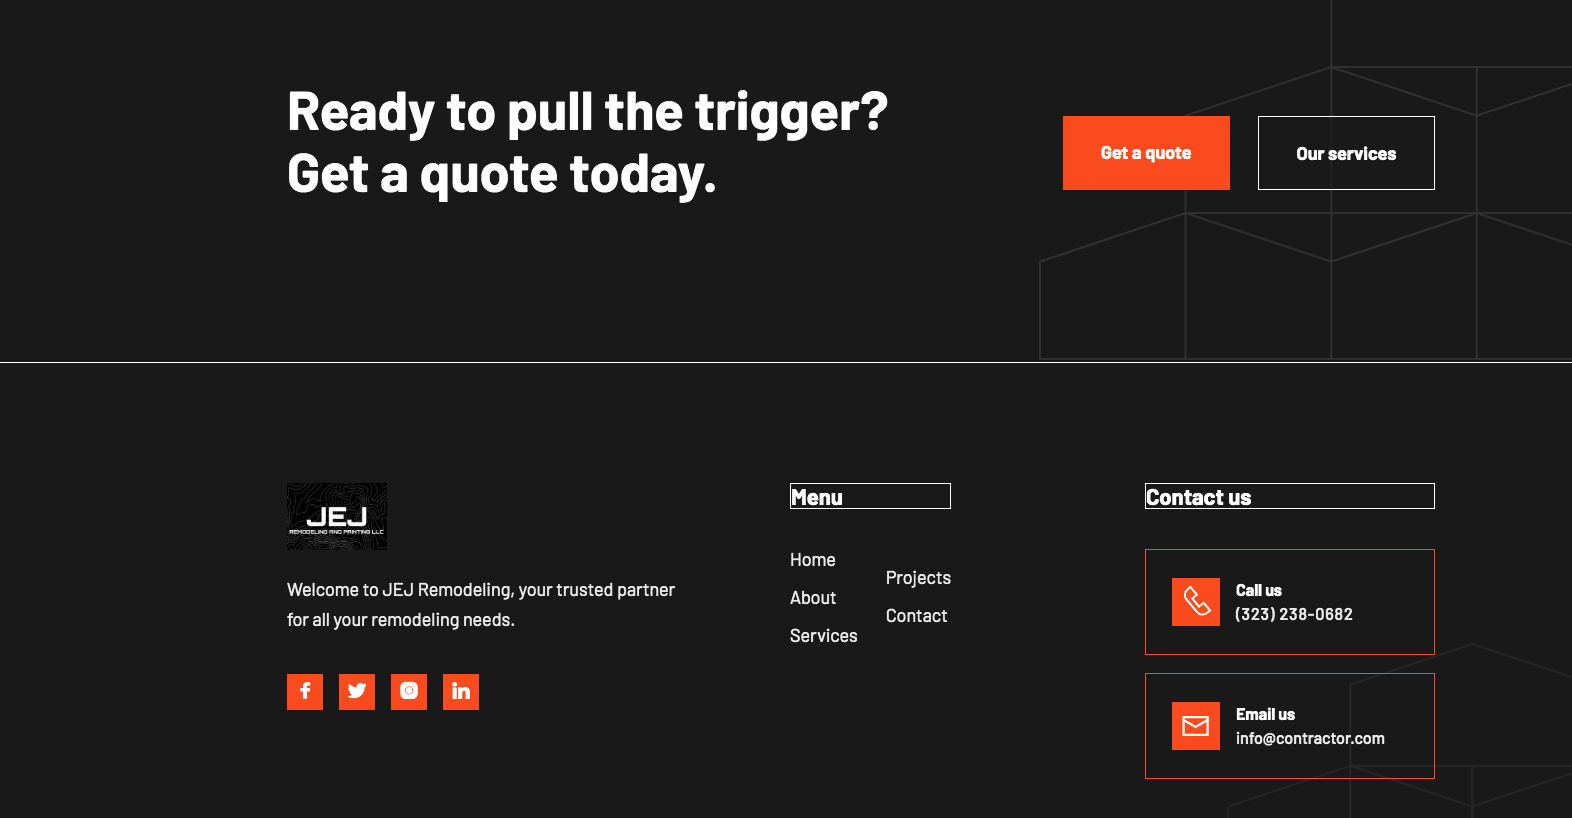 Ready to pull the trigger?
Get a quote today.
Get a quote
Our services
JEJ
REMODELING AND PAINTING LLC
Welcome to JEJ Remodeling, your trusted partner
for all your remodeling needs.
Menu
Home
About
Services
Projects
Contact
Contact us
Call us
(323) 238-0682
Email us
info@contractor.com